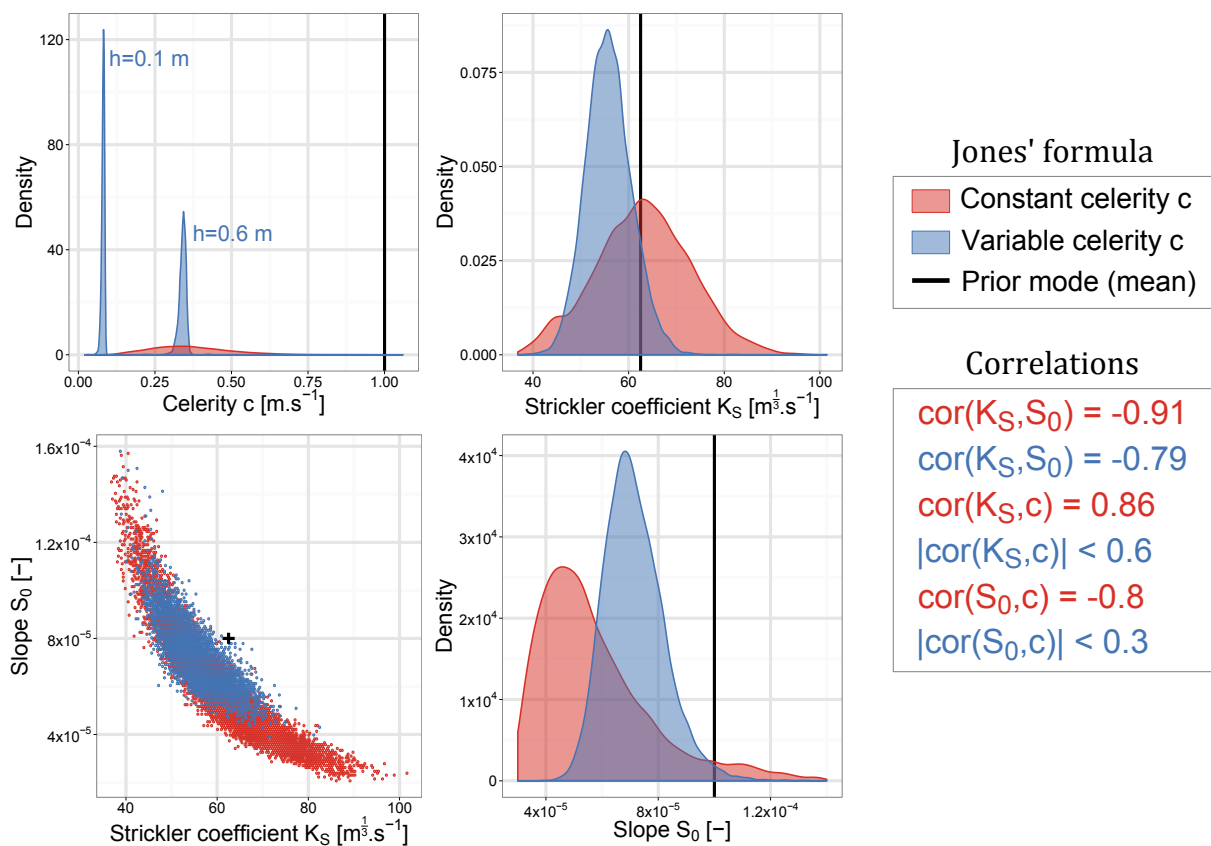 120
80
40
0
Density
h=0.1 m
h=0.6 m
0.00 0.25 0.50 0.75 1.00
Celerity c [m.s⁻¹]
0.075
0.050
0.025
0.000
Density
40 60 80 100
Strickler coefficient K_S [m^⅓.s⁻¹]
Jones' formula
Constant celerity c
Variable celerity c
Prior mode (mean)
1.6x10⁻⁴
1.2x10⁻⁴
8x10⁻⁵
4x10⁻⁵
Slope S₀ [−]
40 60 80 100
Strickler coefficient K_S [m^⅓.s⁻¹]
4x10⁴
3x10⁴
2x10⁴
1x10⁴
0
Density
4x10⁻⁵ 8x10⁻⁵ 1.2x10⁻⁴
Slope S₀ [−]
Correlations
cor(K_S,S₀) = -0.91
cor(K_S,S₀) = -0.79
cor(K_S,c) = 0.86
|cor(K_S,c)| < 0.6
cor(S₀,c) = -0.8
|cor(S₀,c)| < 0.3